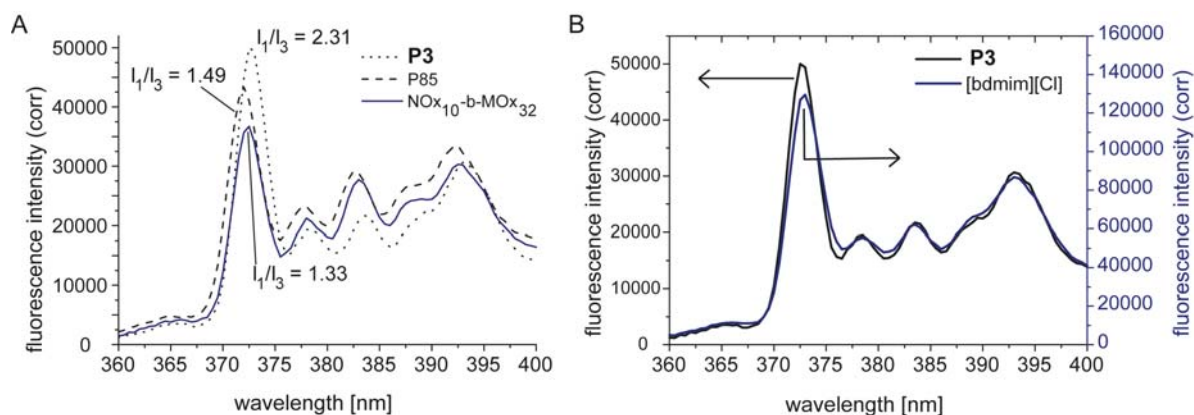 A
I₁/I₃ = 2.31
I₁/I₃ = 1.49
P3
P85
NOx₁₀-b-MOx₃₂
I₁/I₃ = 1.33
50000
40000
30000
20000
10000
0
fluorescence intensity (corr)
360 365 370 375 380 385 390 395 400
wavelength [nm]
B
P3
[bdmim][Cl]
50000
40000
30000
20000
10000
0
fluorescence intensity (corr)
160000
140000
120000
100000
80000
60000
40000
20000
0
fluorescence intensity (corr)
360 365 370 375 380 385 390 395 400
wavelength [nm]